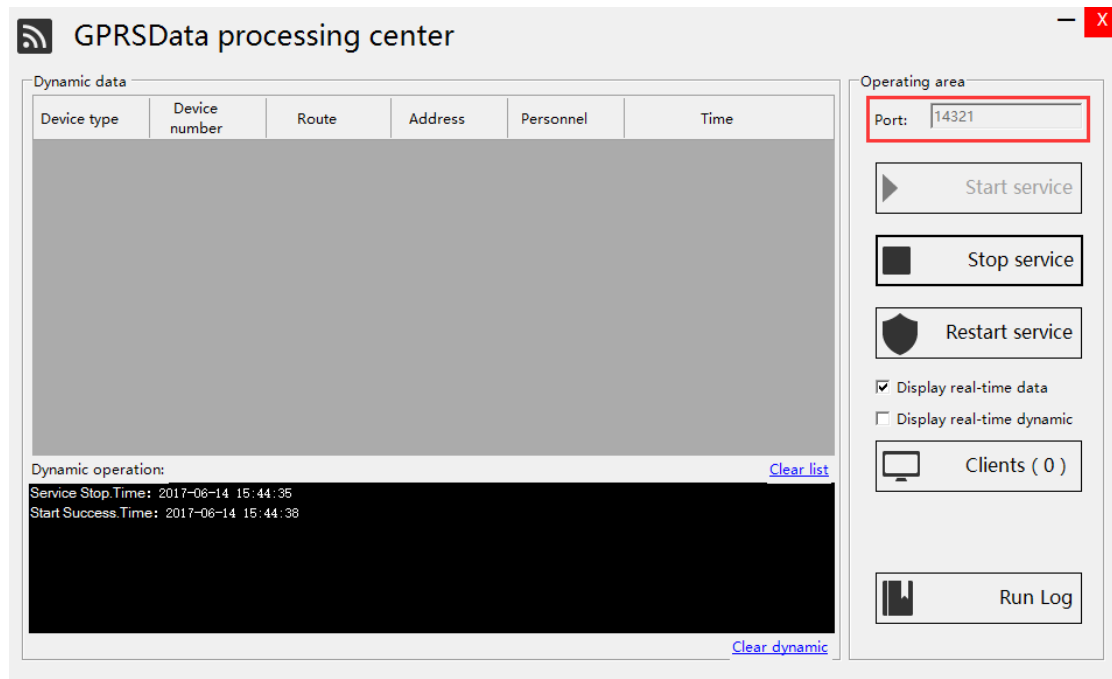 GPRSData processing center
X
Dynamic data
Device type
Device
number
Route
Address
Personnel
Time
Dynamic operation:
Clear list
Service Stop.Time: 2017-06-14 15:44:35
Start Success.Time: 2017-06-14 15:44:38
Clear dynamic
Operating area
Port:
14321
Start service
Stop service
Restart service
Display real-time data
Display real-time dynamic
Clients ( 0 )
Run Log